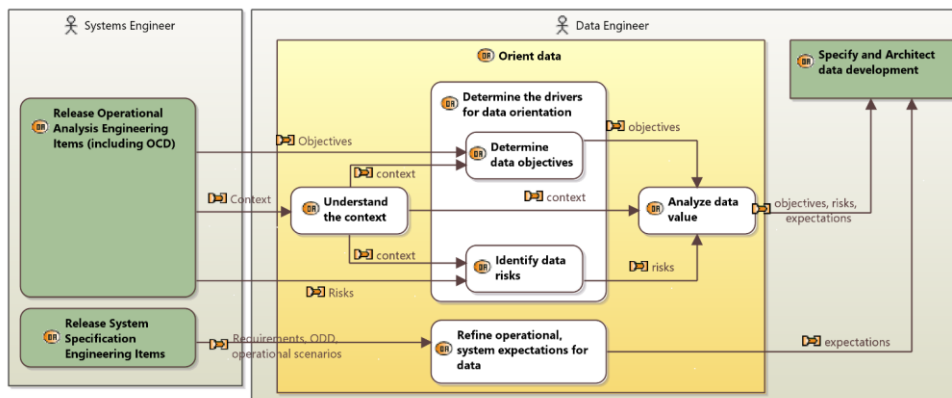 Systems Engineer
Data Engineer
Orient data
Specify and Architect
data development
Release Operational
Analysis Engineering
Items (including OCD)
Determine the drivers
for data orientation
Objectives
objectives
Determine
data objectives
context
Context
Understand
the context
context
Analyze data
value
objectives, risks,
expectations
context
Identify data
risks
risks
Risks
Release System
Specification
Engineering Items
Requirements, ODD,
operational scenarios
Refine operational,
system expectations for
data
expectations